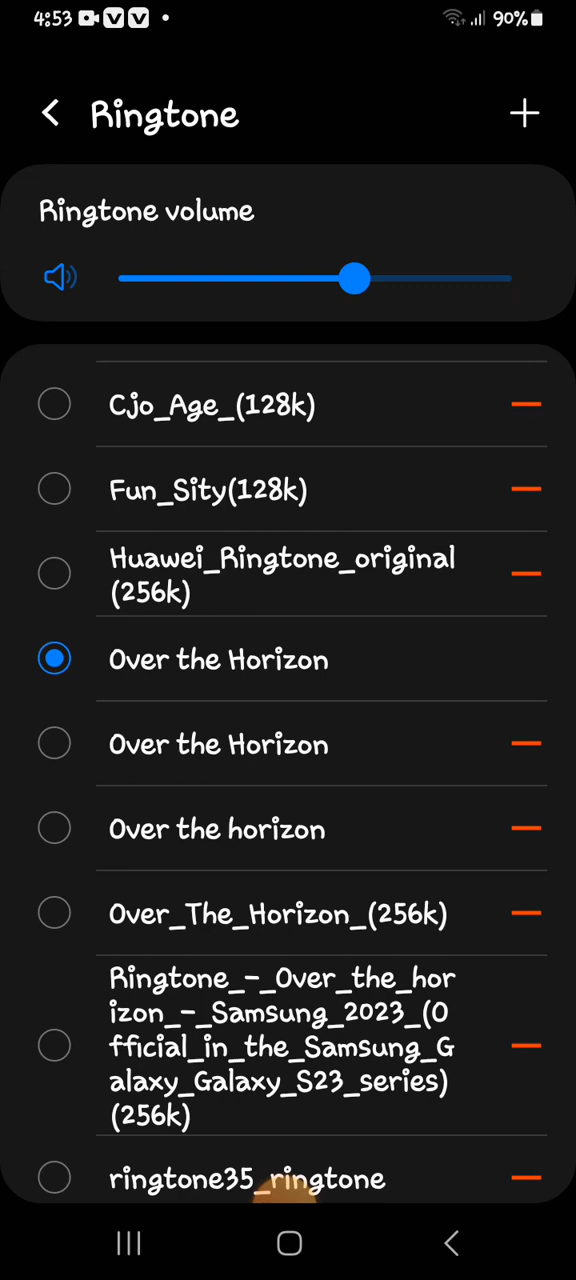 4:53
90%
Ringtone
Ringtone volume
Cjo_Age_(128k)
Fun_Sity(128k)
Huawei_Ringtone_original
(256k)
Over the Horizon
Over the Horizon
Over the horizon
Over_The_Horizon_(256k)
Ringtone_-_Over_the_hor
izon_-_Samsung_2023_(O
fficial_in_the_Samsung_G
alaxy_Galaxy_S23_series)
(256k)
ringtone35_ringtone